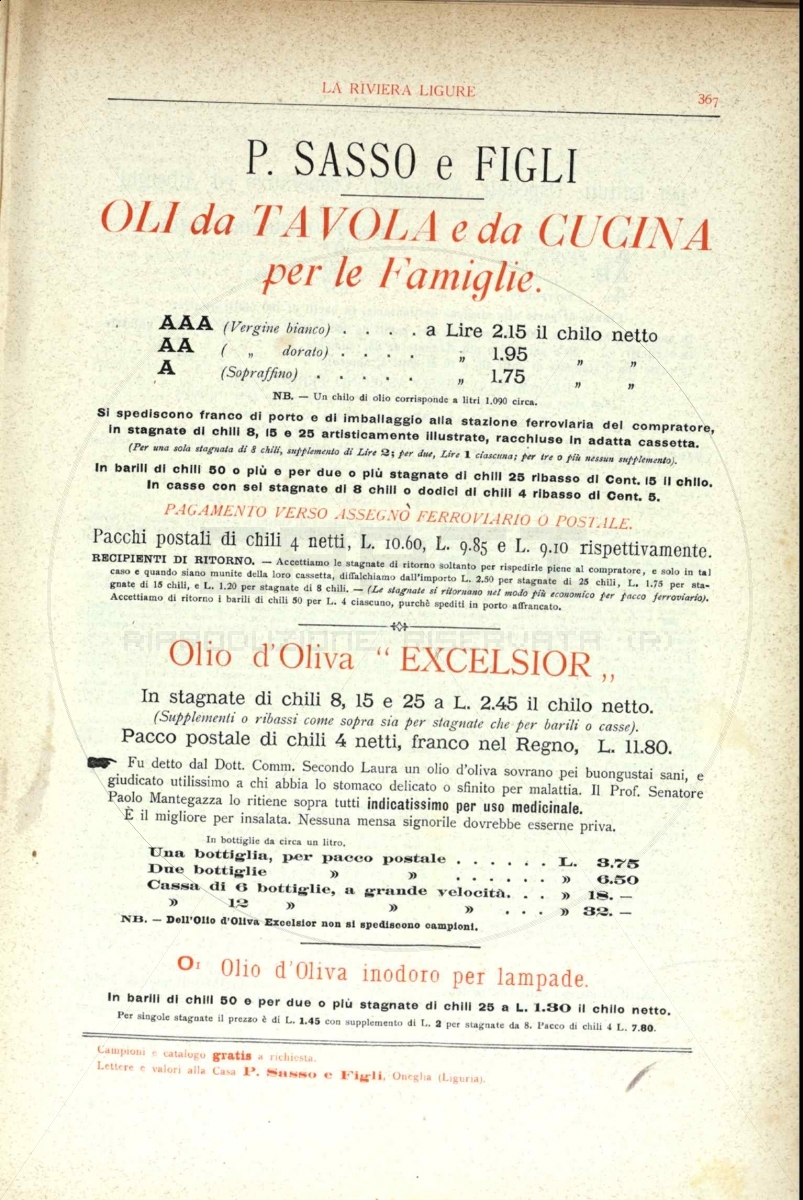 LA RIVIERA LIGURE
367
P. SASSO e FIGLI
OLI da TAVOLA e da CUCINA
per le Famiglie.
AAA (Vergine bianco) . . . . a Lire 2.15 il chilo netto
AA ( „ dorato) . . . . „ 1.95 „ „
A (Sopraffino) . . . . . „ 1.75 „ „
NB. — Un chilo di olio corrisponde a litri 1.090 circa.
Si spediscono franco di porto e di imballaggio alla stazione ferroviaria del compratore,
in stagnate di chili 8, 15 e 25 artisticamente illustrate, racchiuse in adatta cassetta.
(Per una sola stagnata di 8 chili, supplemento di Lire 2; per due, Lire 1 ciascuna; per tre o più nessun supplemento).
In barili di chili 50 o più e per due o più stagnate di chili 25 ribasso di Cent. 15 il chilo.
In casse con sei stagnate di 8 chili o dodici di chili 4 ribasso di Cent. 5.
PAGAMENTO VERSO ASSEGNO FERROVIARIO O POSTALE.
Pacchi postali di chili 4 netti, L. 10.60, L. 9.85 e L. 9.10 rispettivamente.
RECIPIENTI DI RITORNO. — Accettiamo le stagnate di ritorno soltanto per rispedirle piene al compratore, e solo in tal
caso e quando siano munite della loro cassetta, diffalchiamo dall'importo L. 2.50 per stagnate di 25 chili, L. 1.75 per sta-
gnate di 15 chili, e L. 1.20 per stagnate di 8 chili. — (Le stagnate si ritornano nel modo più economico per pacco ferroviario).
Accettiamo di ritorno i barili di chili 50 per L. 4 ciascuno, purchè spediti in porto affrancato.
RIPRODUZIONE RISERVATA (R)
Olio d'Oliva “ EXCELSIOR „
In stagnate di chili 8, 15 e 25 a L. 2.45 il chilo netto.
(Supplementi o ribassi come sopra sia per stagnate che per barili o casse).
Pacco postale di chili 4 netti, franco nel Regno, L. 11.80.
Fu detto dal Dott. Comm. Secondo Laura un olio d'oliva sovrano pei buongustai sani, e
giudicato utilissimo a chi abbia lo stomaco delicato o sfinito per malattia. Il Prof. Senatore
Paolo Mantegazza lo ritiene sopra tutti indicatissimo per uso medicinale.
È il migliore per insalata. Nessuna mensa signorile dovrebbe esserne priva.
In bottiglie da circa un litro.
Una bottiglia, per pacco postale . . . . . . L. 3.75
Due bottiglie » » . . . . . . » 6.50
Cassa di 6 bottiglie, a grande velocità. . . » 18. —
» 12 » » » . . . » 32. —
NB. — Dell'Olio d'Oliva Excelsior non si spediscono campioni.
O1 Olio d'Oliva inodoro per lampade.
In barili di chili 50 e per due o più stagnate di chili 25 a L. 1.30 il chilo netto.
Per singole stagnate il prezzo è di L. 1.45 con supplemento di L. 2 per stagnate da 8. Pacco di chili 4 L. 7.80.
Campioni e catalogo gratis a richiesta.
Lettere e valori alla Casa P. Sasso e Figli, Oneglia (Liguria).